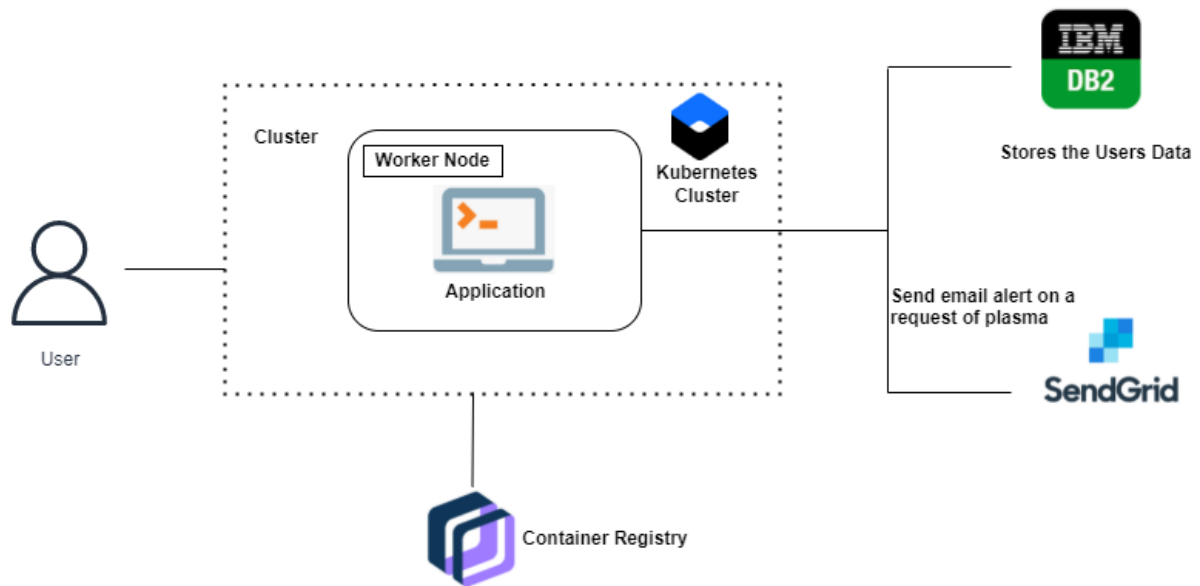 IBM
DB2
Stores the Users Data
Cluster
Worker Node
Kubernetes
Cluster
Application
User
Send email alert on a
request of plasma
SendGrid
Container Registry